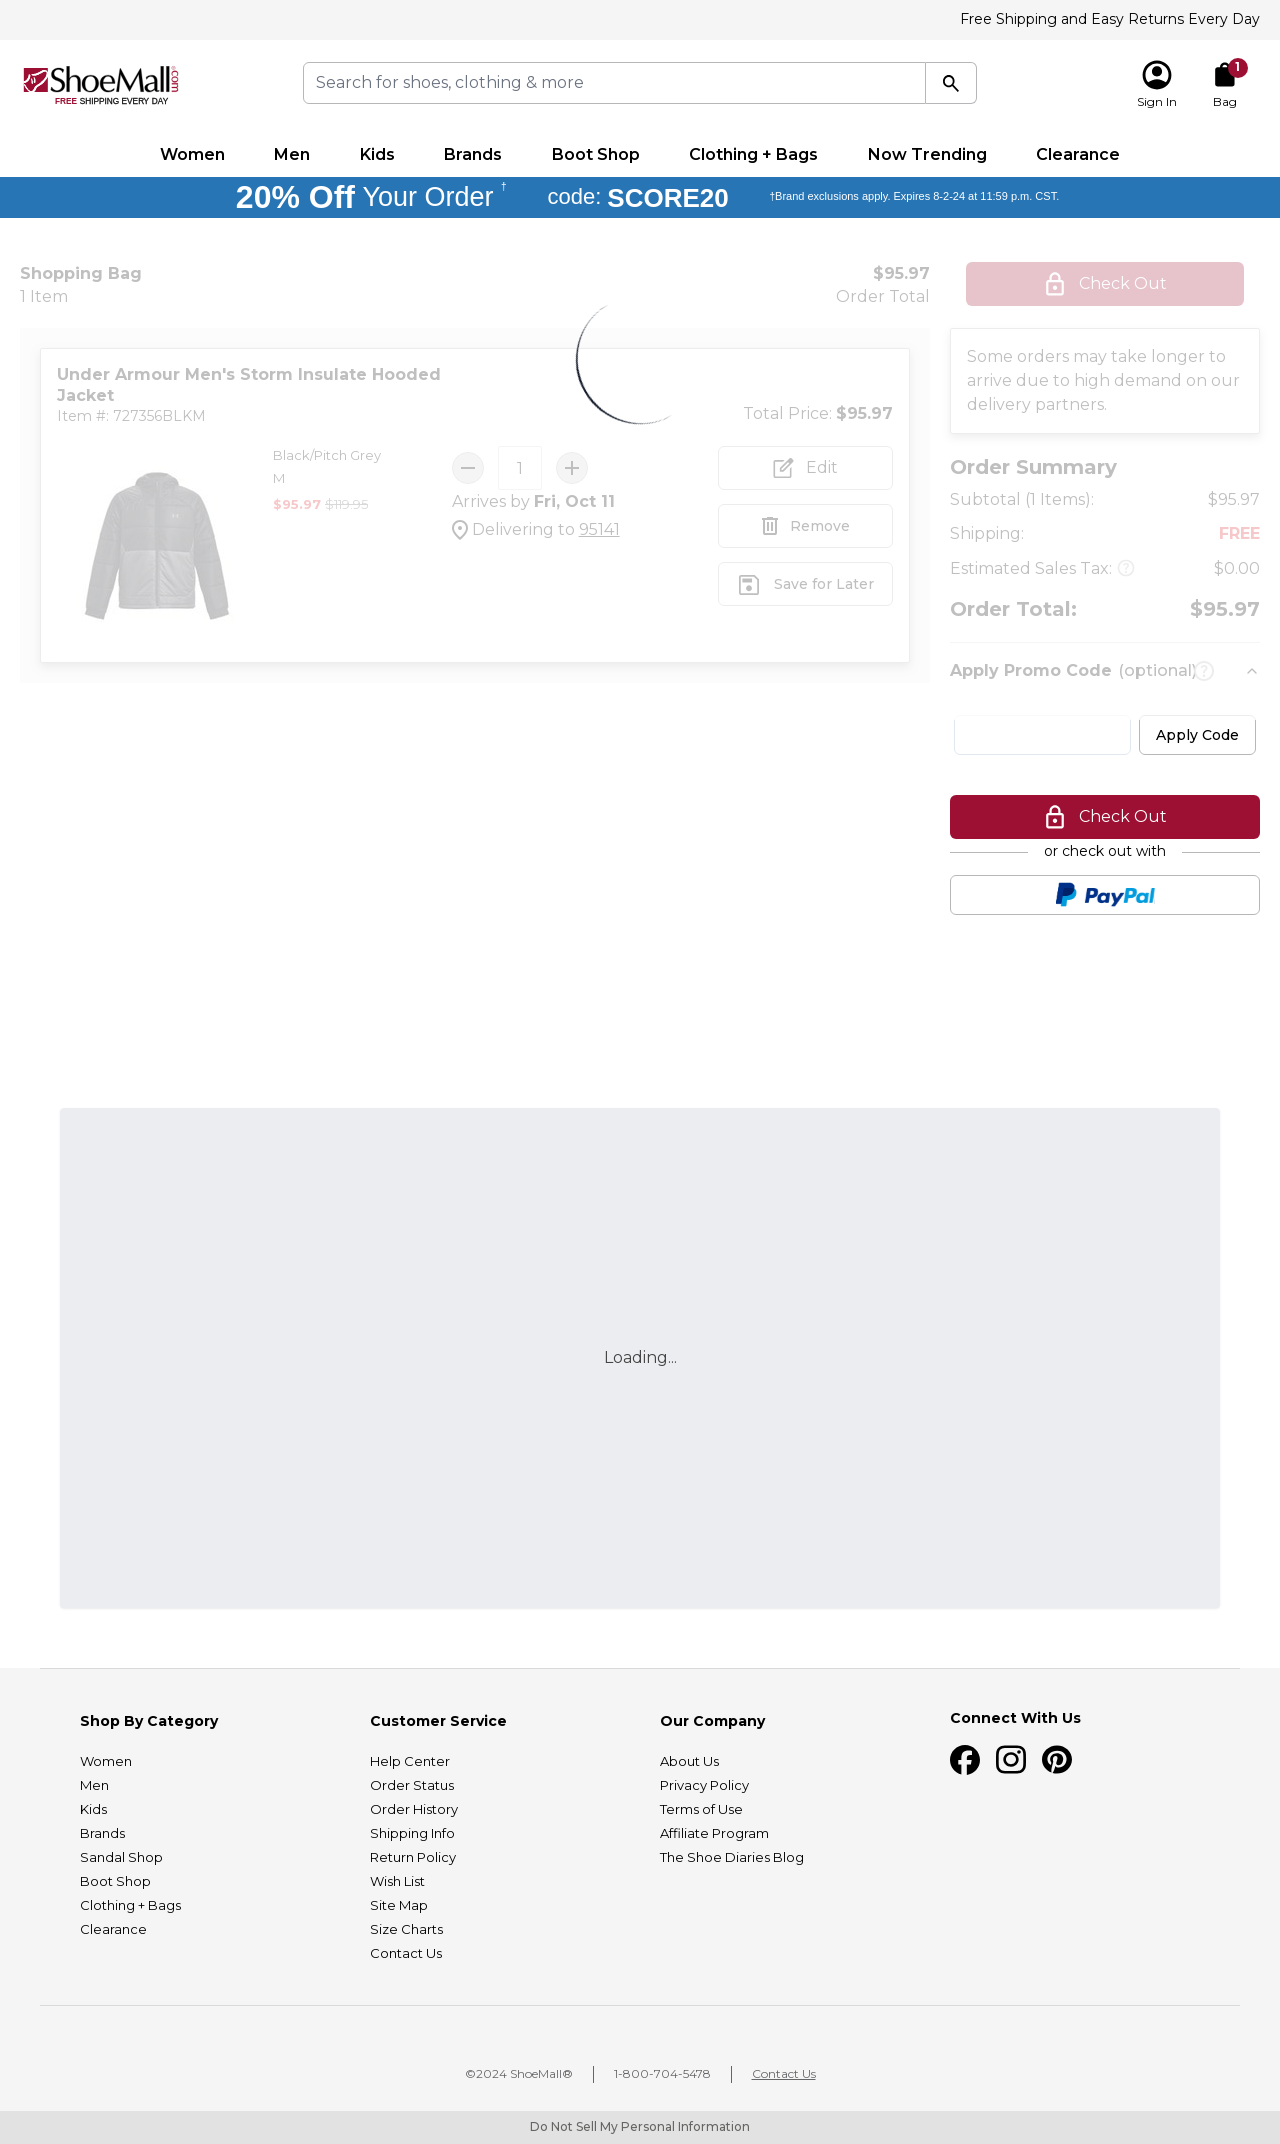 Free Shipping and Easy Returns Every Day
ShoeMall®.com
FREE SHIPPING EVERY DAY
Search for shoes, clothing & more
Sign In
1
Bag
Women Men Kids Brands Boot Shop Clothing + Bags Now Trending Clearance
20% Off Your Order † code: SCORE20 †Brand exclusions apply. Expires 8-2-24 at 11:59 p.m. CST.
Shopping Bag
1 Item
$95.97
Order Total
Check Out
Under Armour Men's Storm Insulate Hooded
Jacket
Item #: 727356BLKM
Total Price: $95.97
Black/Pitch Grey
M
$95.97 $119.95
1
Arrives by Fri, Oct 11
Delivering to 95141
Edit
Remove
Save for Later
Some orders may take longer to
arrive due to high demand on our
delivery partners.
Order Summary
Subtotal (1 Items): $95.97
Shipping: FREE
Estimated Sales Tax: ? $0.00
Order Total: $95.97
Apply Promo Code (optional) ?
Apply Code
Check Out
or check out with
PayPal
Loading...
Shop By Category
Women
Men
Kids
Brands
Sandal Shop
Boot Shop
Clothing + Bags
Clearance
Customer Service
Help Center
Order Status
Order History
Shipping Info
Return Policy
Wish List
Site Map
Size Charts
Contact Us
Our Company
About Us
Privacy Policy
Terms of Use
Affiliate Program
The Shoe Diaries Blog
Connect With Us
©2024 ShoeMall® 1-800-704-5478 Contact Us
Do Not Sell My Personal Information